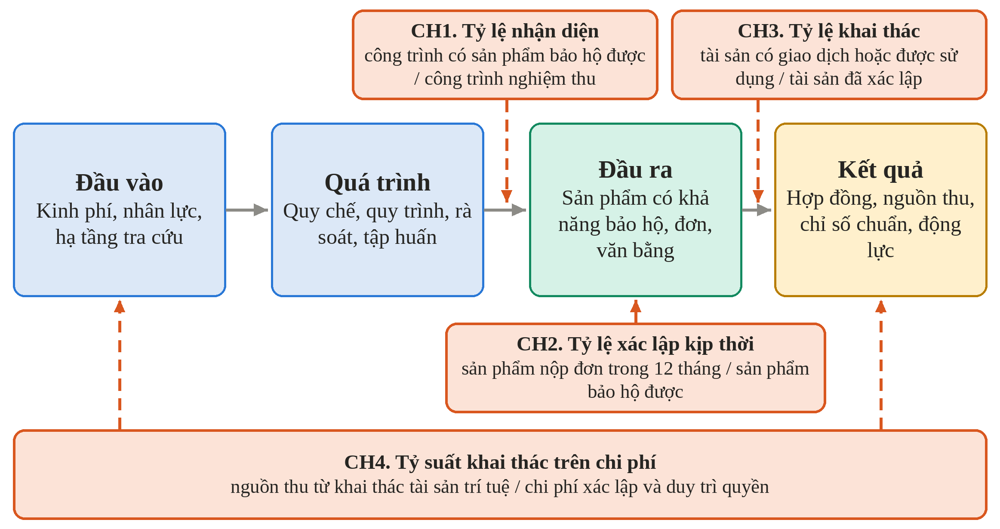 CH1. Tỷ lệ nhận diện
công trình có sản phẩm bảo hộ được
/ công trình nghiệm thu
CH3. Tỷ lệ khai thác
tài sản có giao dịch hoặc được sử
dụng / tài sản đã xác lập
Đầu vào
Kinh phí, nhân lực,
hạ tầng tra cứu
Quá trình
Quy chế, quy trình, rà
soát, tập huấn
Đầu ra
Sản phẩm có khả
năng bảo hộ, đơn,
văn bằng
Kết quả
Hợp đồng, nguồn thu,
chỉ số chuẩn, động
lực
CH2. Tỷ lệ xác lập kịp thời
sản phẩm nộp đơn trong 12 tháng / sản phẩm
bảo hộ được
CH4. Tỷ suất khai thác trên chi phí
nguồn thu từ khai thác tài sản trí tuệ / chi phí xác lập và duy trì quyền